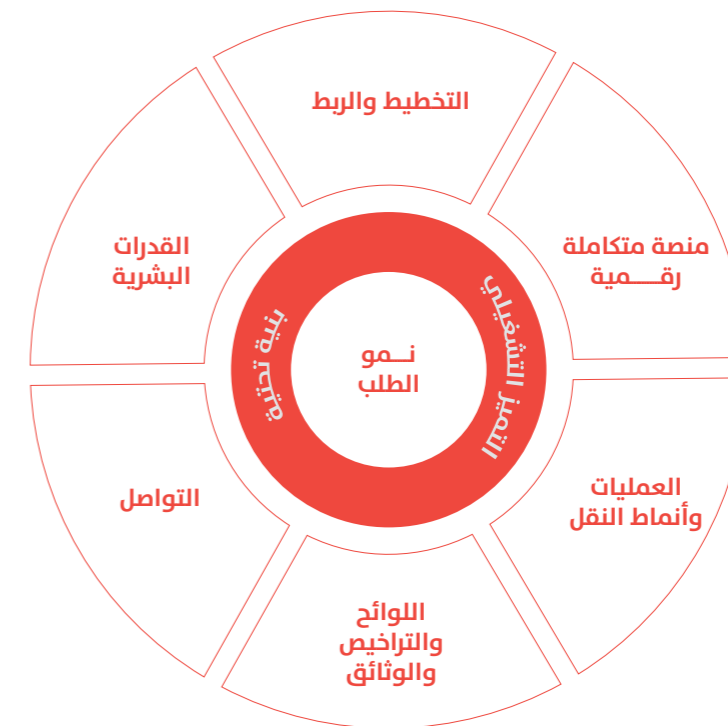 التخطيط والربط
منصة متكاملة
رقــــمية
القدرات
البشرية
التميز التشغيلي
بنية تحتية
نــمو
الطلب
العمليات
وأنماط النقل
التواصل
اللوائح
والتراخيص
والوثائق